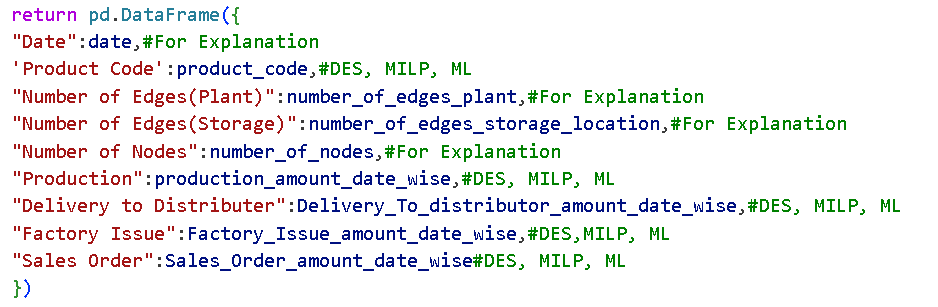 return pd.DataFrame({
"Date":date,#For Explanation
'Product Code':product_code,#DES, MILP, ML
"Number of Edges(Plant)":number_of_edges_plant,#For Explanation
"Number of Edges(Storage)":number_of_edges_storage_location,#For Explanation
"Number of Nodes":number_of_nodes,#For Explanation
"Production":production_amount_date_wise,#DES, MILP, ML
"Delivery to Distributer":Delivery_To_distributor_amount_date_wise,#DES, MILP, ML
"Factory Issue":Factory_Issue_amount_date_wise,#DES,MILP, ML
"Sales Order":Sales_Order_amount_date_wise#DES, MILP, ML
})